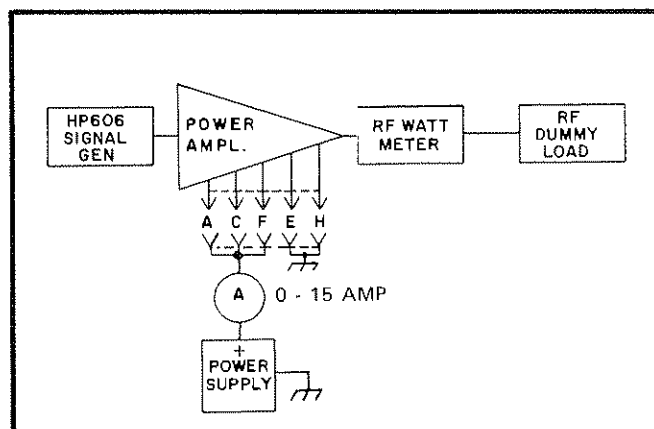 HP606
SIGNAL
GEN
POWER
AMPL.
RF WATT
METER
RF
DUMMY
LOAD
A C F E H
A 0 - 15 AMP
+
POWER
SUPPLY